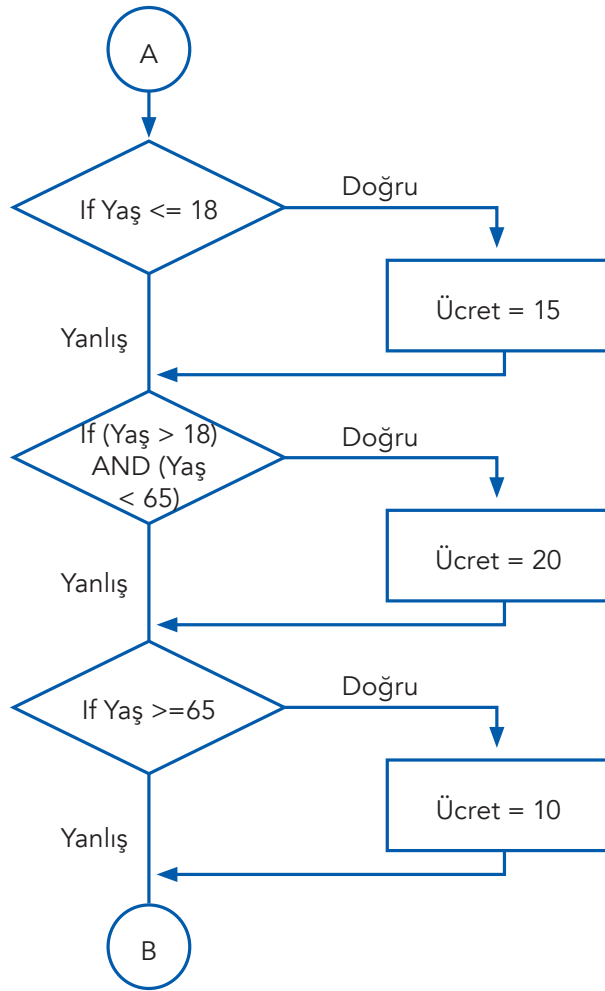 A
If Yaş <= 18
Doğru
Ücret = 15
Yanlış
If (Yaş > 18)
AND (Yaş
< 65)
Doğru
Ücret = 20
Yanlış
If Yaş >=65
Doğru
Ücret = 10
Yanlış
B